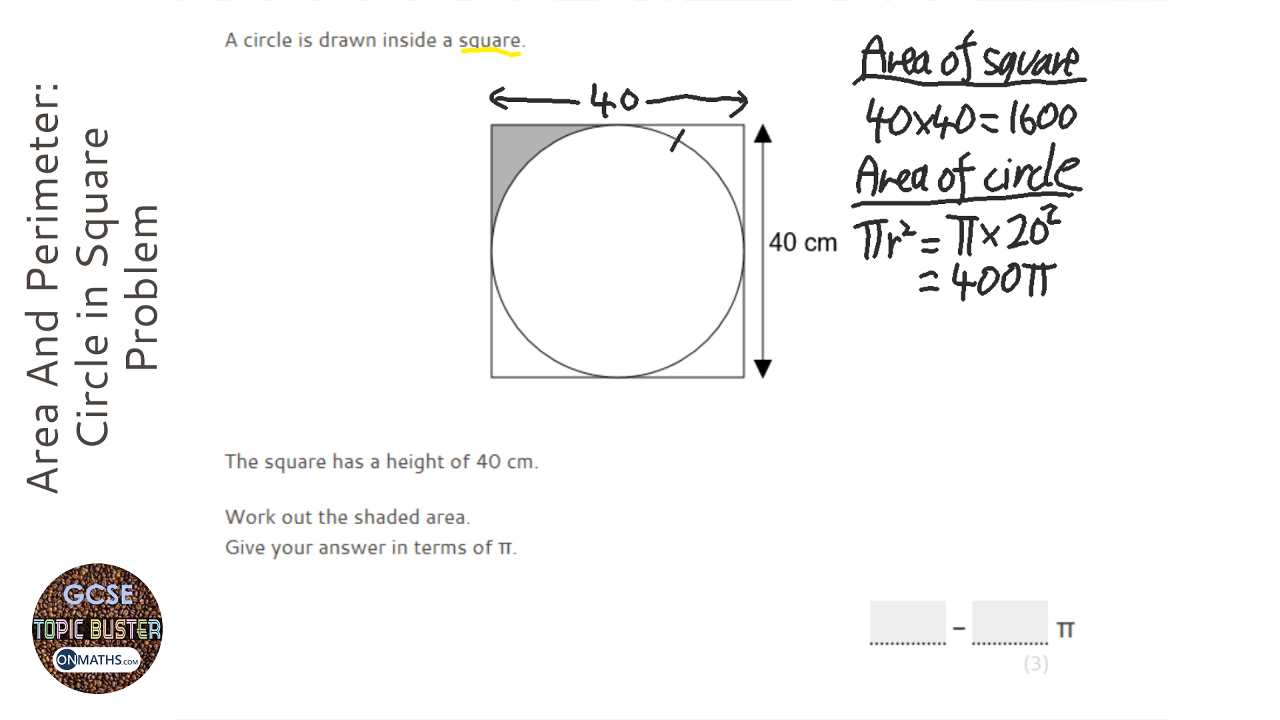 Area And Perimeter:
Circle in Square
Problem
A circle is drawn inside a square.
40
40 cm
Area of square
40×40=1600
Area of circle
πr² = π×20²
= 400π
The square has a height of 40 cm.
Work out the shaded area.
Give your answer in terms of π.
– π
(3)
GCSE
TOPIC BUSTER
ONMATHS.COM